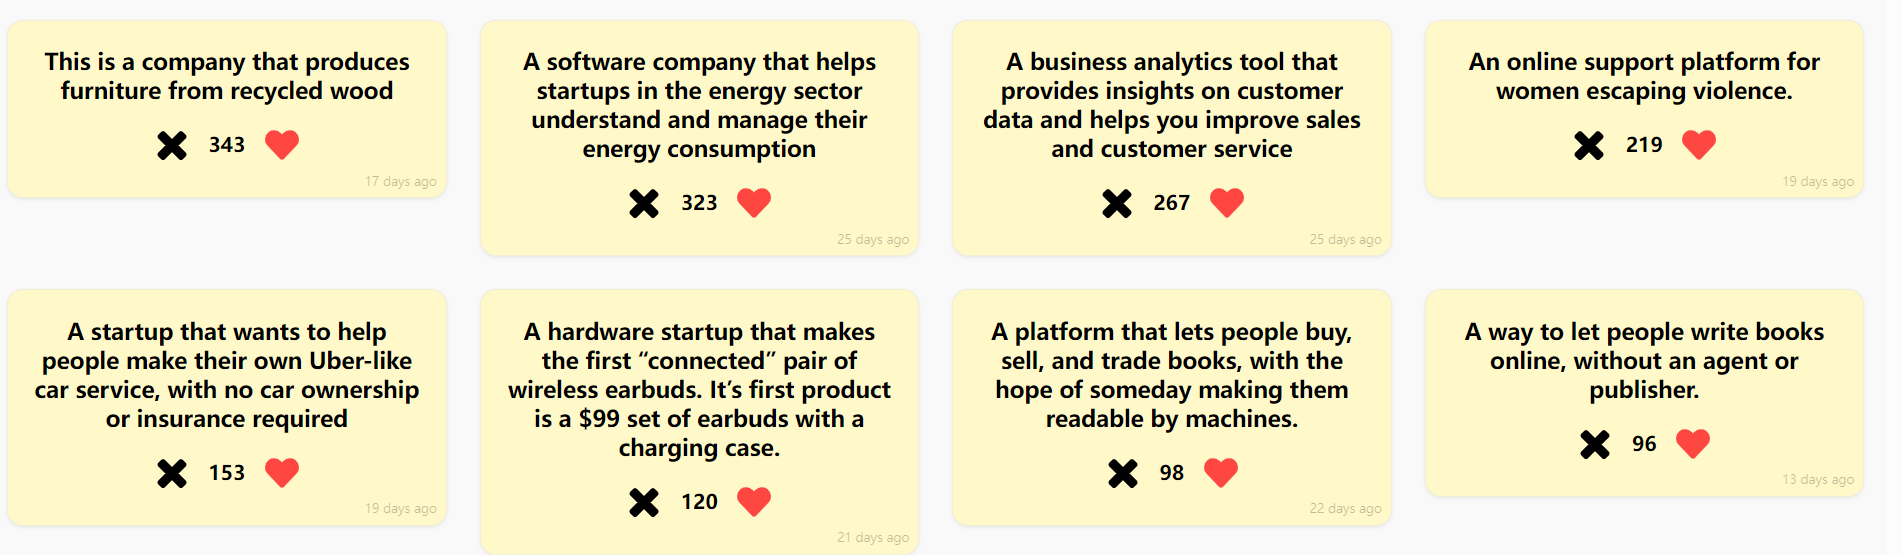 This is a company that produces
furniture from recycled wood
343
17 days ago
A software company that helps
startups in the energy sector
understand and manage their
energy consumption
323
25 days ago
A business analytics tool that
provides insights on customer
data and helps you improve sales
and customer service
267
25 days ago
An online support platform for
women escaping violence.
219
19 days ago
A startup that wants to help
people make their own Uber-like
car service, with no car ownership
or insurance required
153
19 days ago
A hardware startup that makes
the first “connected” pair of
wireless earbuds. It’s first product
is a $99 set of earbuds with a
charging case.
120
21 days ago
A platform that lets people buy,
sell, and trade books, with the
hope of someday making them
readable by machines.
98
22 days ago
A way to let people write books
online, without an agent or
publisher.
96
13 days ago